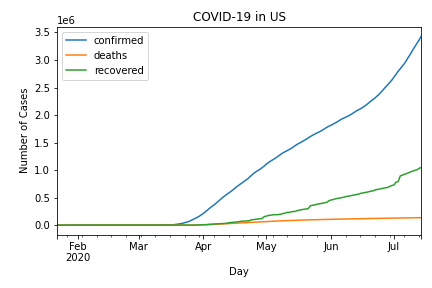 COVID-19 in US
1e6
confirmed
deaths
recovered
3.5
3.0
2.5
2.0
1.5
1.0
0.5
0.0
Number of Cases
Feb Mar Apr May Jun Jul
2020
Day